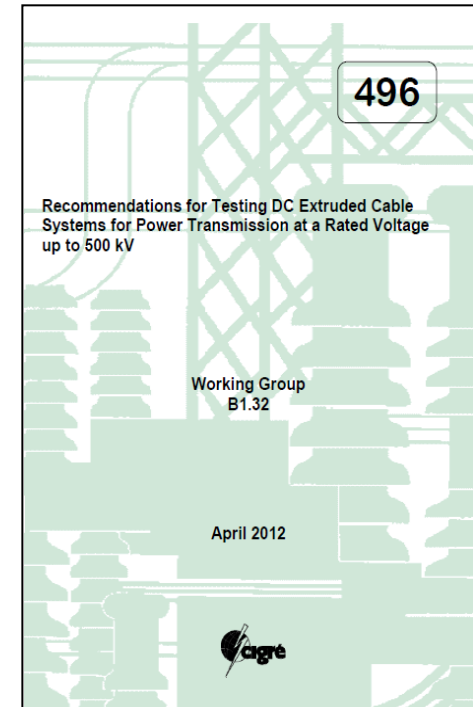 496
Recommendations for Testing DC Extruded Cable
Systems for Power Transmission at a Rated Voltage
up to 500 kV
Working Group
B1.32
April 2012
cigré